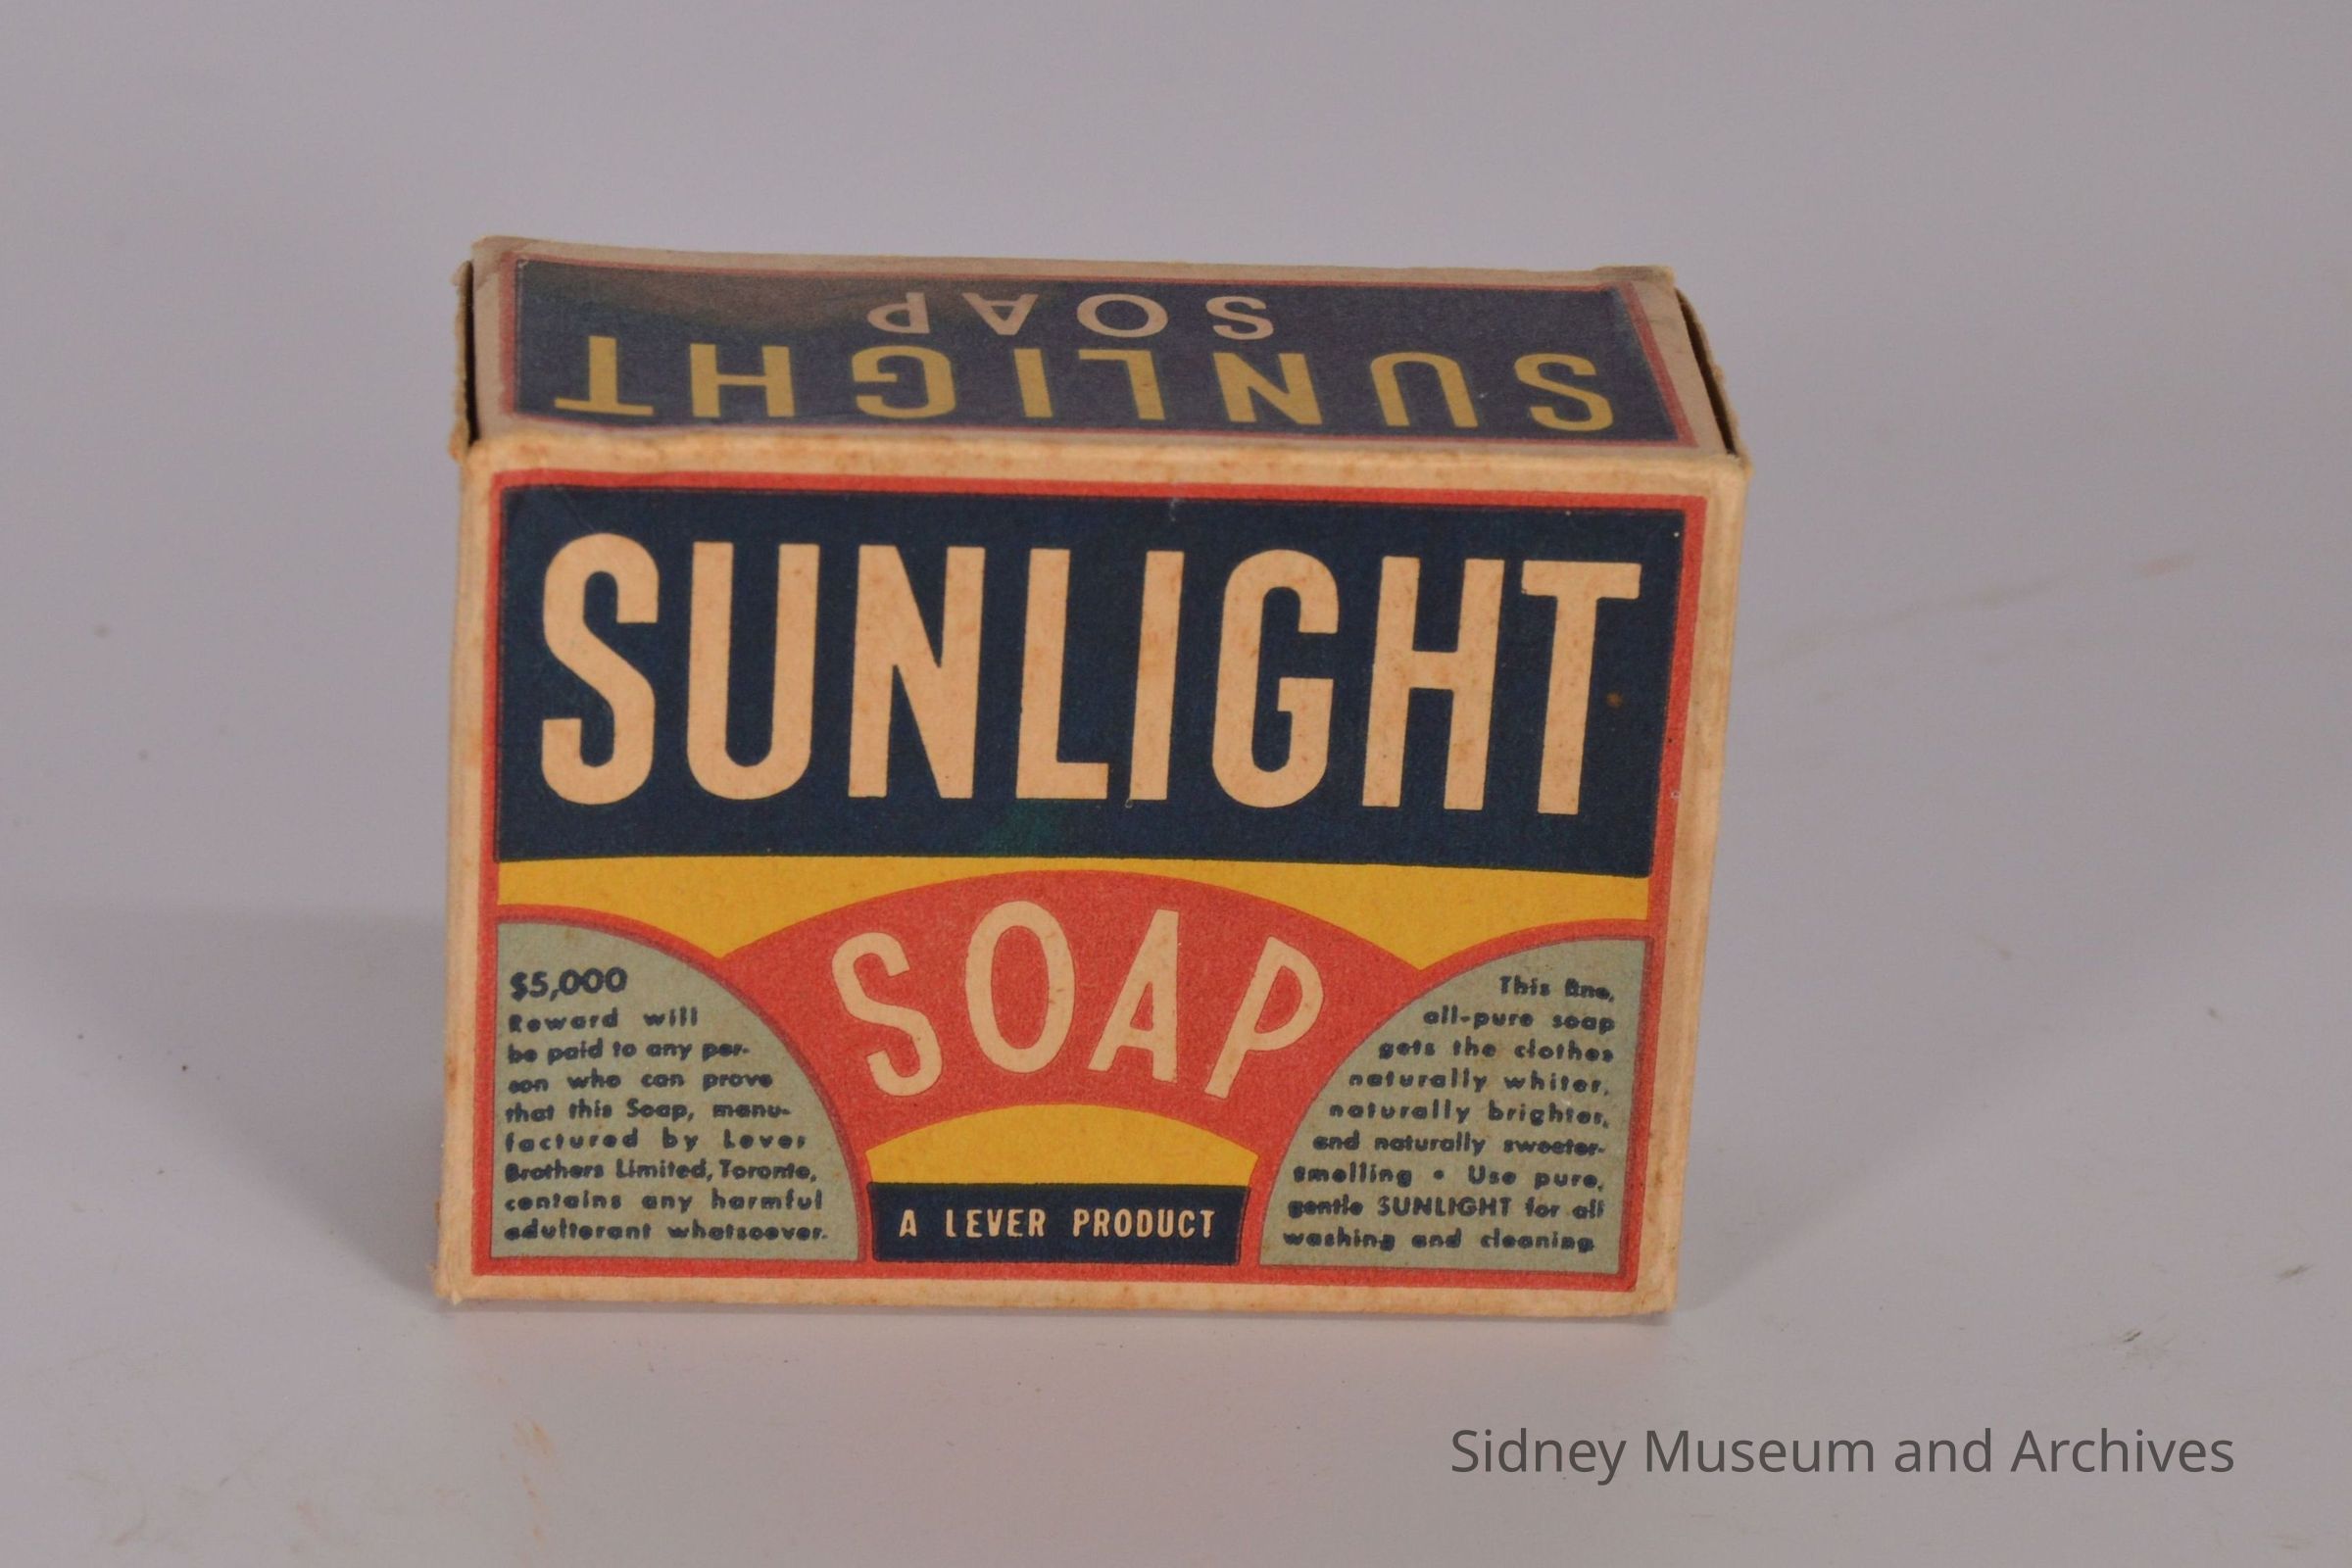 SUNLIGHT
SOAP
SUNLIGHT
SOAP
$5,000
Reward will
be paid to any per-
son who can prove
that this Soap, manu-
factured by Lever
Brothers Limited, Toronto,
contains any harmful
adulterant whatsoever.
A LEVER PRODUCT
This fine,
all-pure soap
gets the clothes
naturally whiter,
naturally brighter,
and naturally sweeter-
smelling • Use pure,
gentle SUNLIGHT for all
washing and cleaning
Sidney Museum and Archives